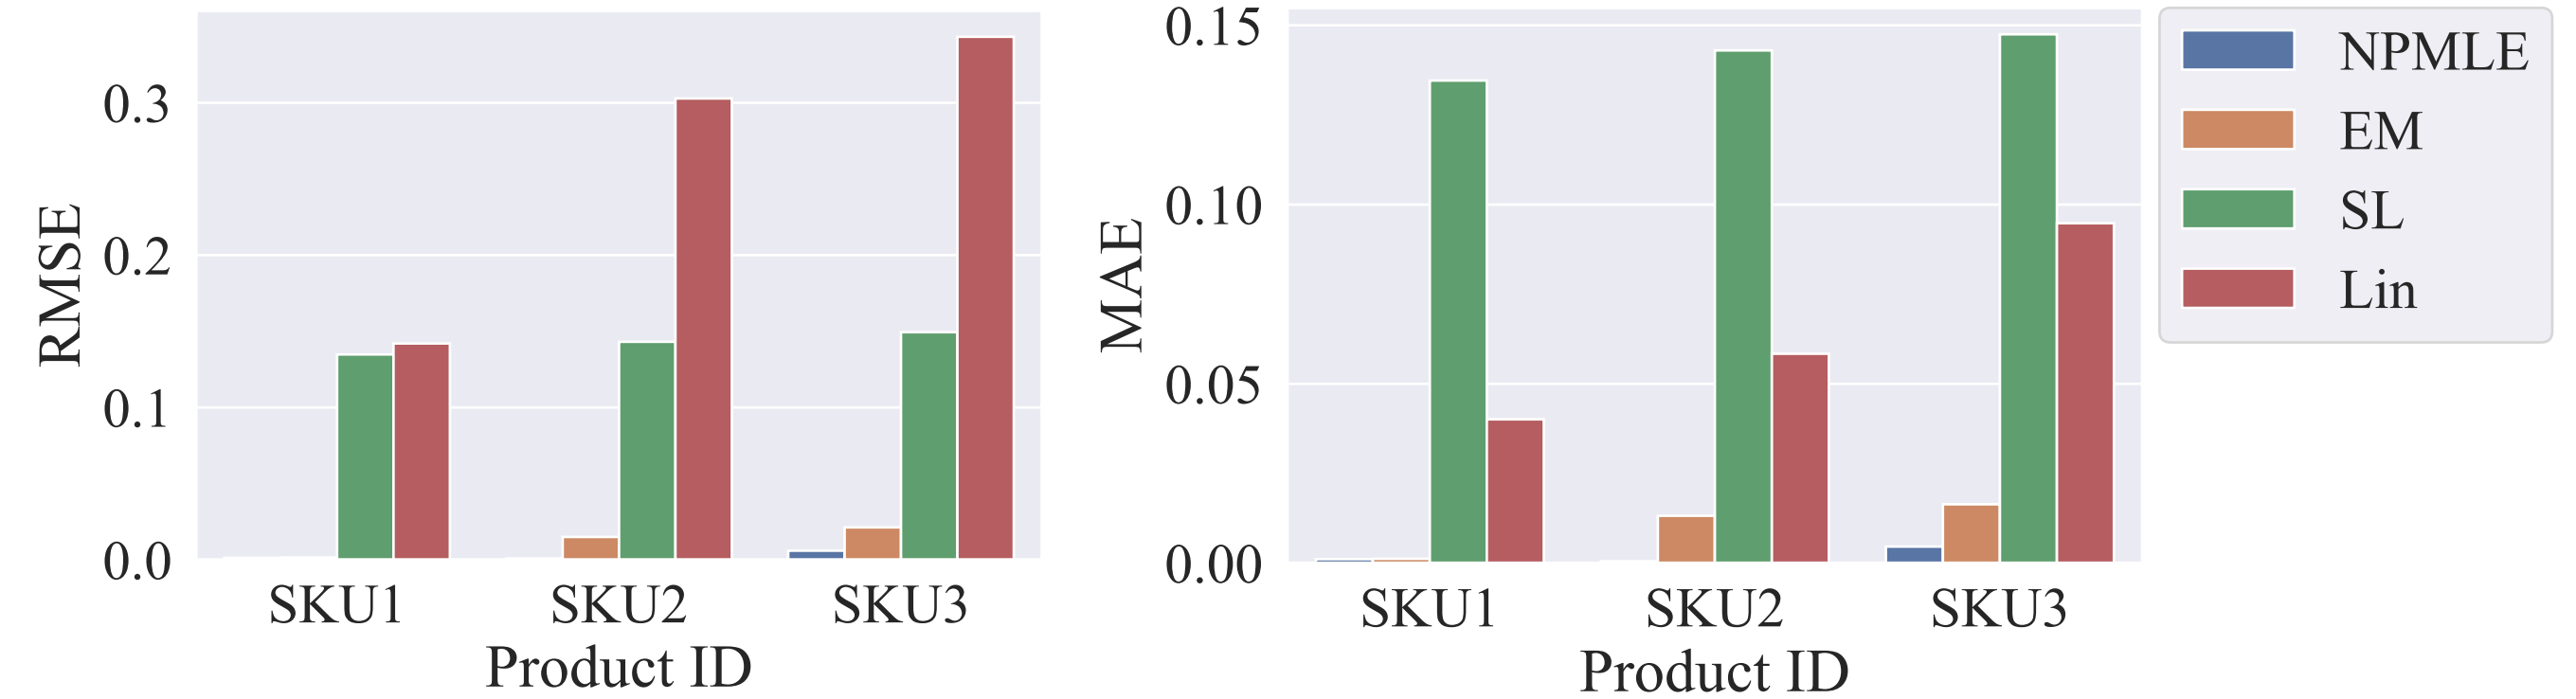 RMSE
0.3
0.2
0.1
0.0
SKU1 SKU2 SKU3
Product ID
MAE
0.15
0.10
0.05
0.00
SKU1 SKU2 SKU3
Product ID
NPMLE
EM
SL
Lin